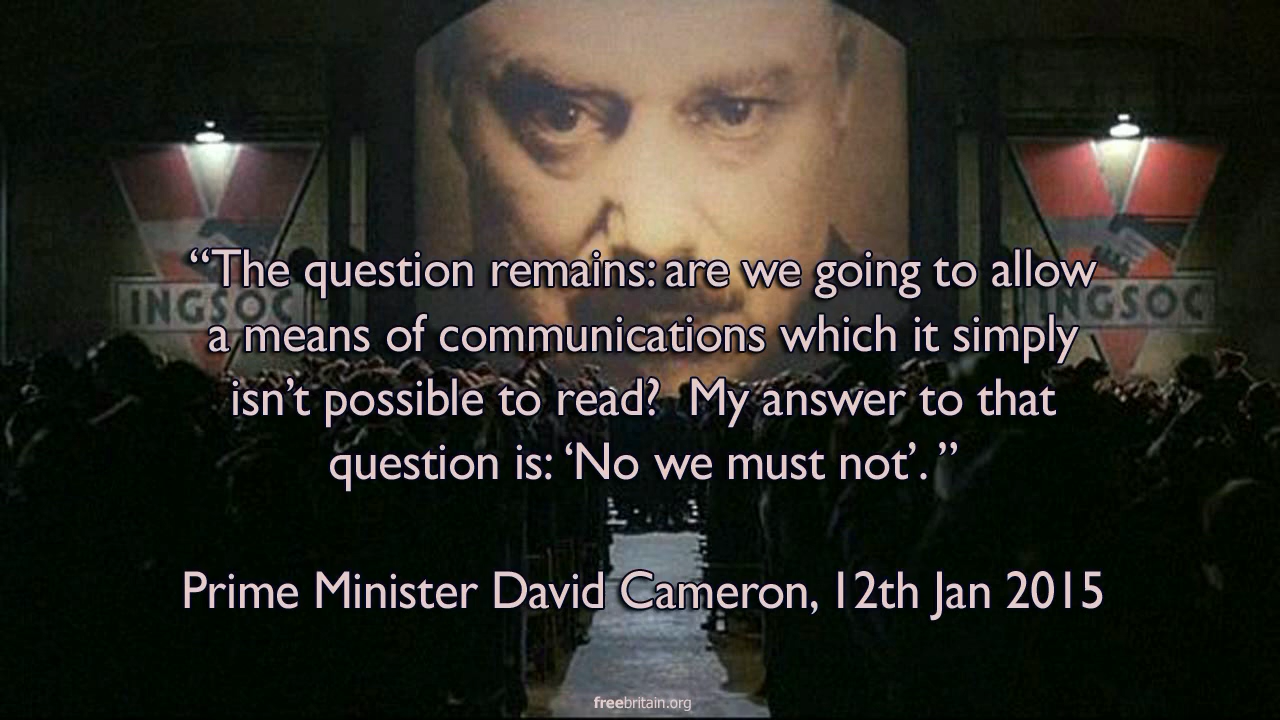 INGSOC
INGSOC
“The question remains: are we going to allow
a means of communications which it simply
isn’t possible to read?  My answer to that
question is: ‘No we must not’. ”
Prime Minister David Cameron, 12th Jan 2015
freebritain.org